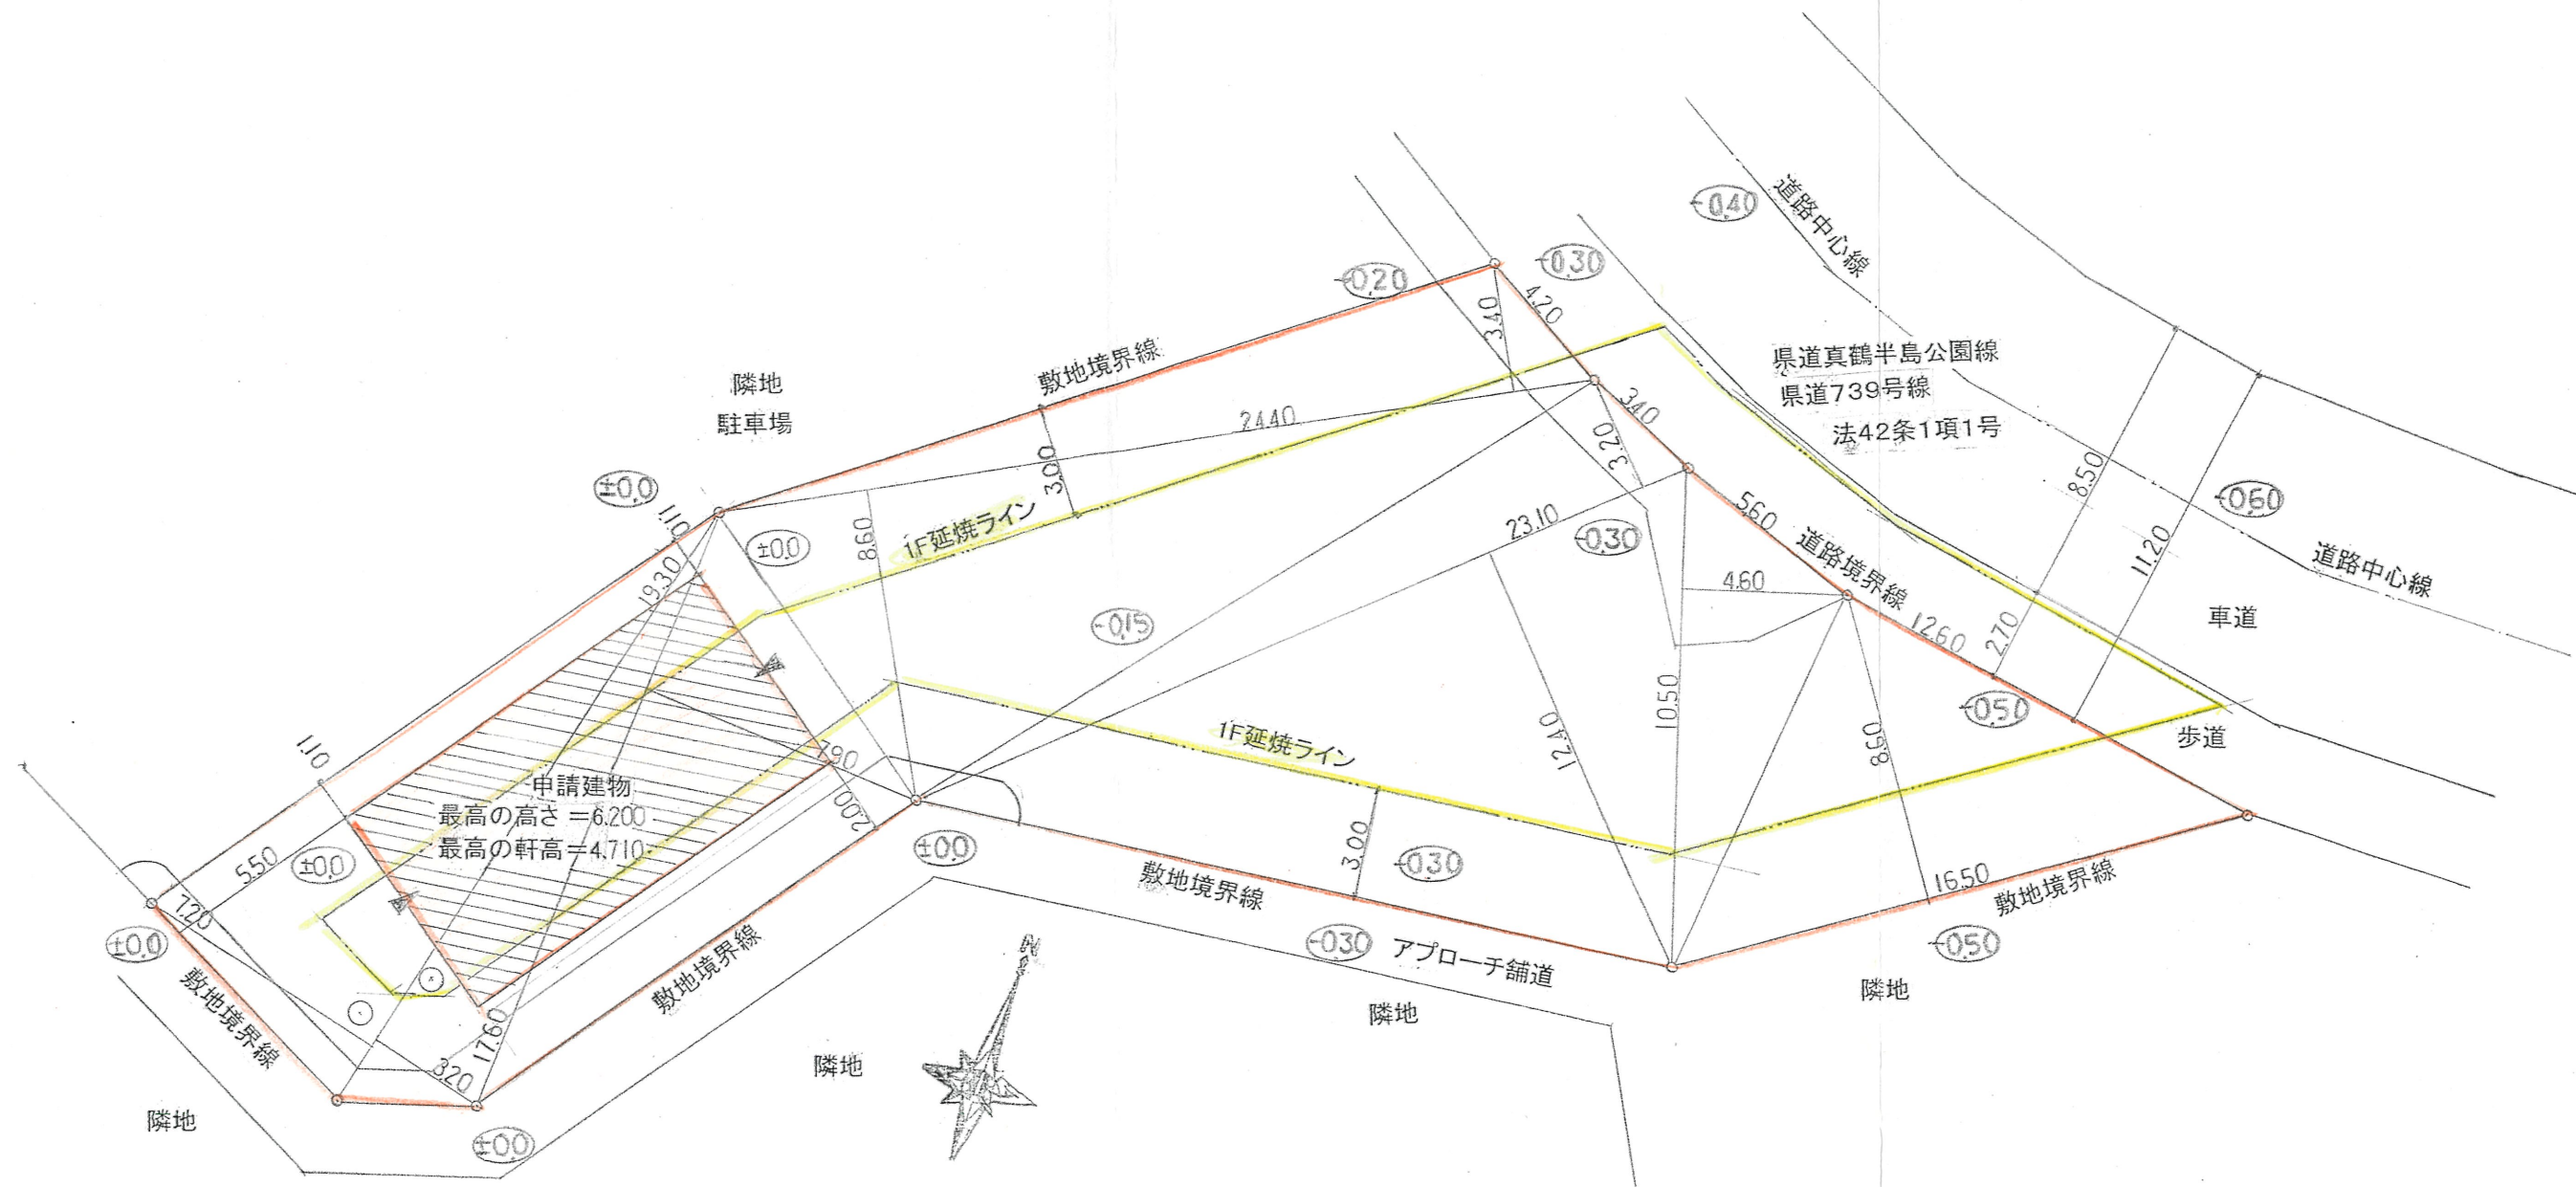 -0.40
道路中心線
-0.20
-0.30
3.40
4.20
県道真鶴半島公園線
県道739号線
法42条1項1号
隣地
駐車場
敷地境界線
24.40
3.40
3.20
8.50
-0.60
±0.0
1.10
±0.0
8.60
1F延焼ライン
3.00
23.10
-0.30
5.60
道路境界線
11.20
道路中心線
19.30
-0.15
4.60
12.60
2.70
車道
10.50
-0.50
歩道
1.10
7.90
1F延焼ライン
12.40
8.60
申請建物
最高の高さ=6.200
最高の軒高=4.710
2.00
5.50
±0.0
±0.0
3.00
-0.30
敷地境界線
16.50
敷地境界線
7.20
±0.0
敷地境界線
敷地境界線
-0.30
アプローチ舗道
-0.50
隣地
隣地
17.60
3.20
隣地
隣地
±0.0
N